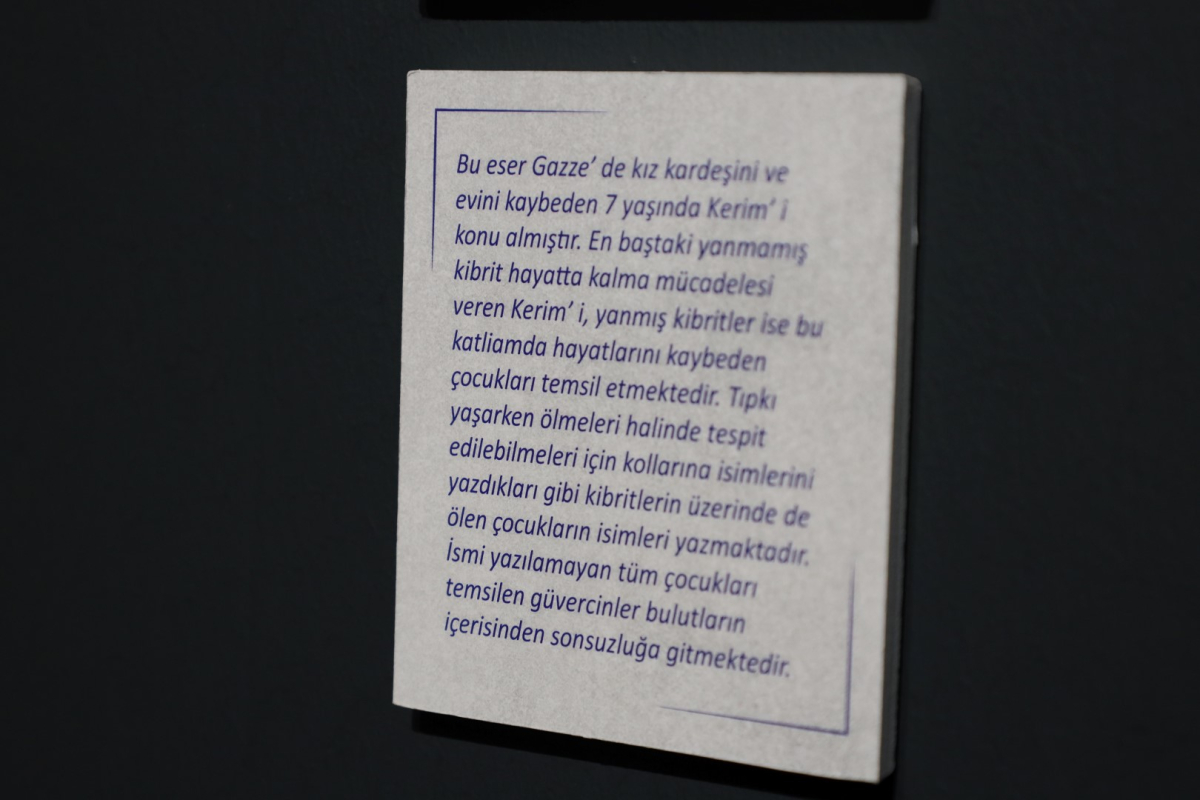 Bu eser Gazze’ de kız kardeşini ve
evini kaybeden 7 yaşında Kerim’ i
konu almıştır. En baştaki yanmamış
kibrit hayatta kalma mücadelesi
veren Kerim’ i, yanmış kibritler ise bu
katliamda hayatlarını kaybeden
çocukları temsil etmektedir. Tıpkı
yaşarken ölmeleri halinde tespit
edilebilmeleri için kollarına isimlerini
yazdıkları gibi kibritlerin üzerinde de
ölen çocukların isimleri yazmaktadır.
İsmi yazılamayan tüm çocukları
temsilen güvercinler bulutların
içerisinden sonsuzluğa gitmektedir.